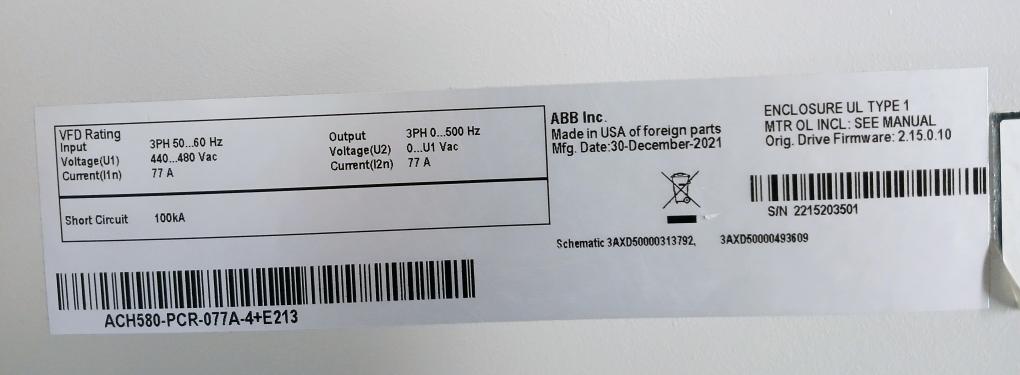 VFD Rating
Input 3PH 50...60 Hz
Voltage(U1) 440...480 Vac
Current(I1n) 77 A
Output 3PH 0...500 Hz
Voltage(U2) 0...U1 Vac
Current(I2n) 77 A
Short Circuit 100kA
ACH580-PCR-077A-4+E213
ABB Inc.
Made in USA of foreign parts
Mfg. Date:30-December-2021
Schematic 3AXD50000313792, 3AXD50000493609
ENCLOSURE UL TYPE 1
MTR OL INCL: SEE MANUAL
Orig. Drive Firmware: 2.15.0.10
S/N 2215203501